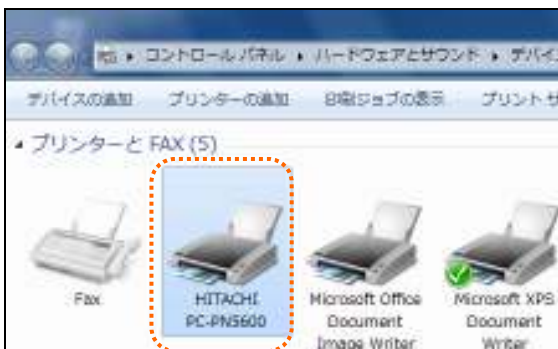 ▸ コントロール パネル ▸ ハードウェアとサウンド ▸ デバイ
デバイスの追加 プリンターの追加 印刷ジョブの表示 プリント サ
プリンターと FAX (5)
Fax
HITACHI
PC-PN5600
Microsoft Office
Document
Image Writer
Microsoft XPS
Document
Writer